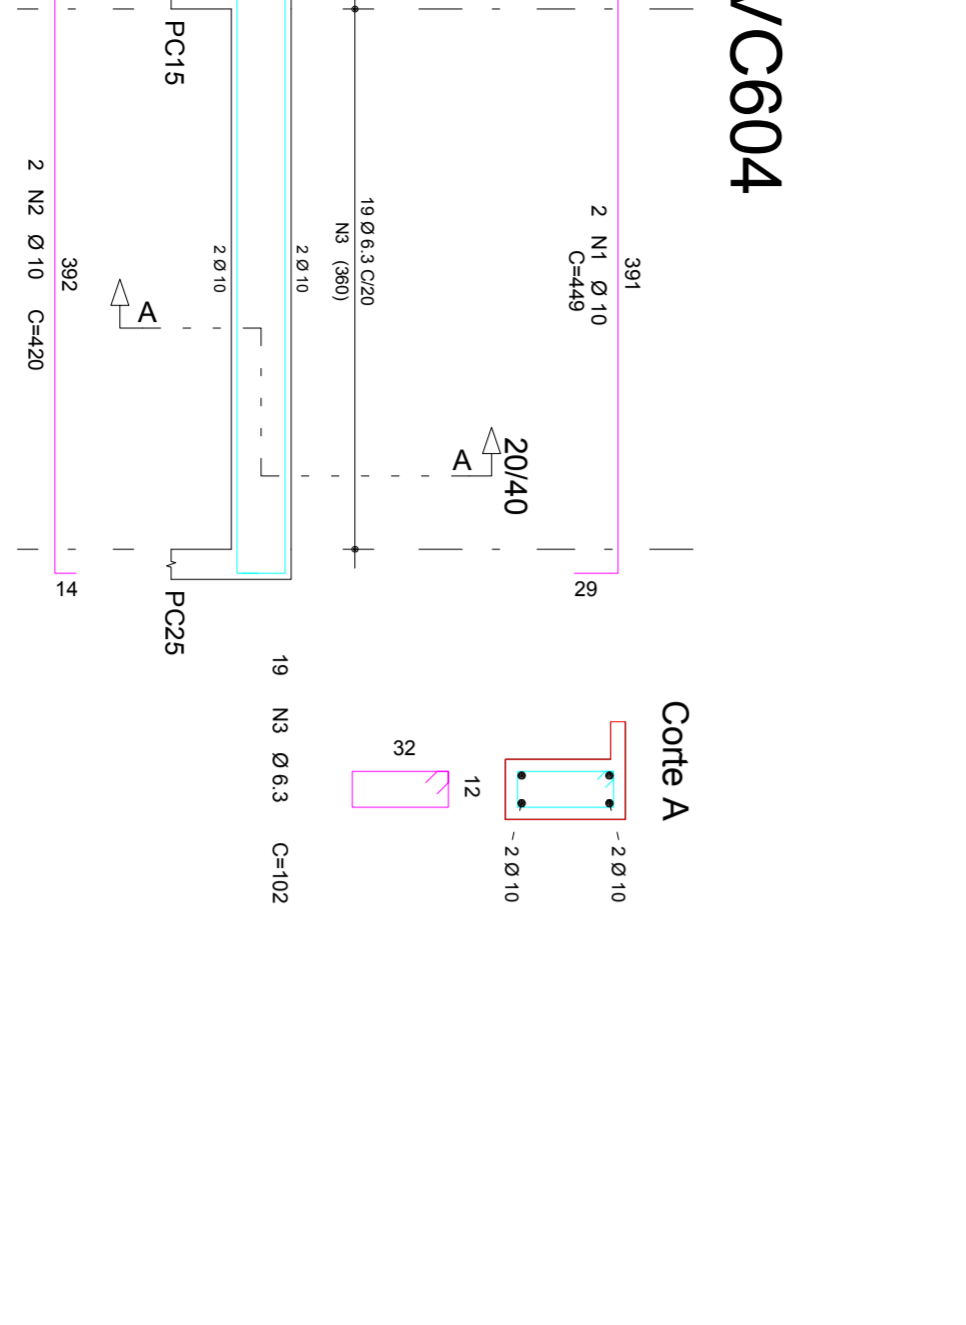 VC604
391
2 N1 Ø 10
C=449
29
20/40
A
19 Ø 6.3 C/20
N3 (360)
2 Ø 10
2 Ø 10
A
PC15
PC25
392
14
2 N2 Ø 10 C=420
Corte A
2 Ø 10
2 Ø 10
12
32
19 N3 Ø 6.3 C=102